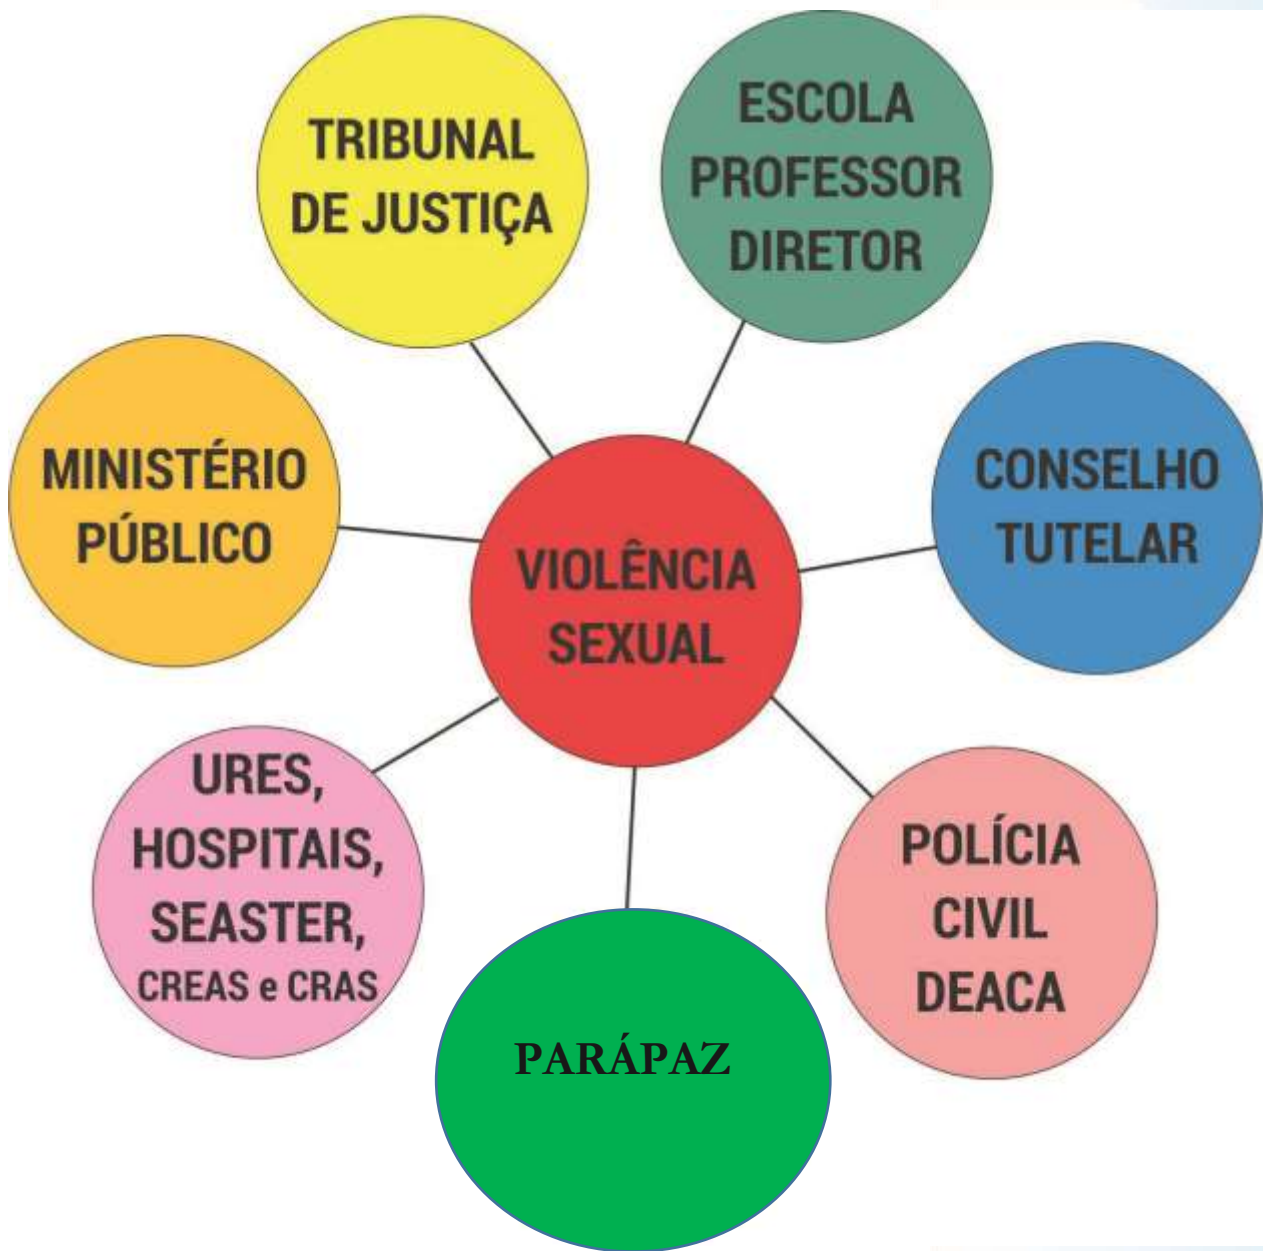 TRIBUNAL
DE JUSTIÇA
ESCOLA
PROFESSOR
DIRETOR
MINISTÉRIO
PÚBLICO
CONSELHO
TUTELAR
VIOLÊNCIA
SEXUAL
URES,
HOSPITAIS,
SEASTER,
CREAS e CRAS
POLÍCIA
CIVIL
DEACA
PARÁPAZ